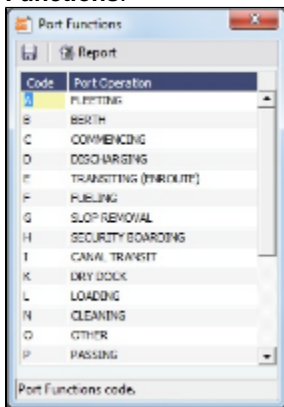 Functions.
Port Functions
Report
Code Port Operation
A FLEETING
B BERTH
C COMMENCING
D DISCHARGING
E TRANSITING (ENROUTE)
F FUELING
G SLOP REMOVAL
H SECURITY BOARDING
I CANAL TRANSIT
K DRY DOCK
L LOADING
N CLEANING
O OTHER
P PASSING
Port Functions code.